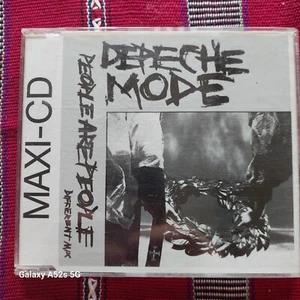 MAXI-CD
DEPECHE
MODE
PEOPLE ARE PEOPLE
DIFFERENT MIX
Galaxy A52s 5G